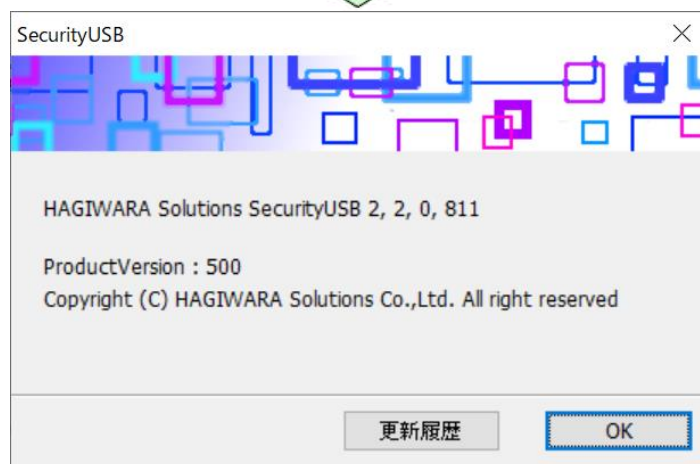 SecurityUSB
HAGIWARA Solutions SecurityUSB 2, 2, 0, 811
ProductVersion : 500
Copyright (C) HAGIWARA Solutions Co.,Ltd. All right reserved
更新履歴
OK